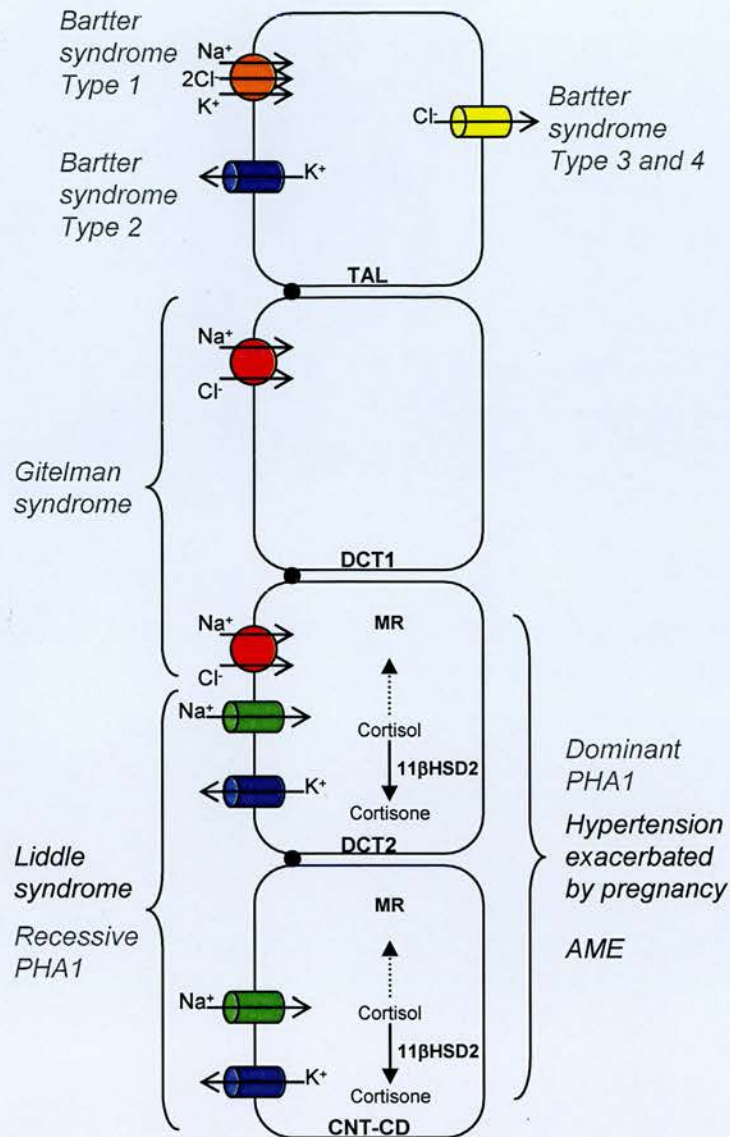 Bartter
syndrome
Type 1
Na⁺
2Cl⁻
K⁺
Cl⁻
Bartter
syndrome
Type 3 and 4
Bartter
syndrome
Type 2
K⁺
TAL
Na⁺
Cl⁻
Gitelman
syndrome
DCT1
Na⁺
Cl⁻
MR
Na⁺
Cortisol
11βHSD2
K⁺
Cortisone
DCT2
Dominant
PHA1
Hypertension
exacerbated
by pregnancy
AME
Liddle
syndrome
Recessive
PHA1
MR
Na⁺
Cortisol
11βHSD2
K⁺
Cortisone
CNT-CD